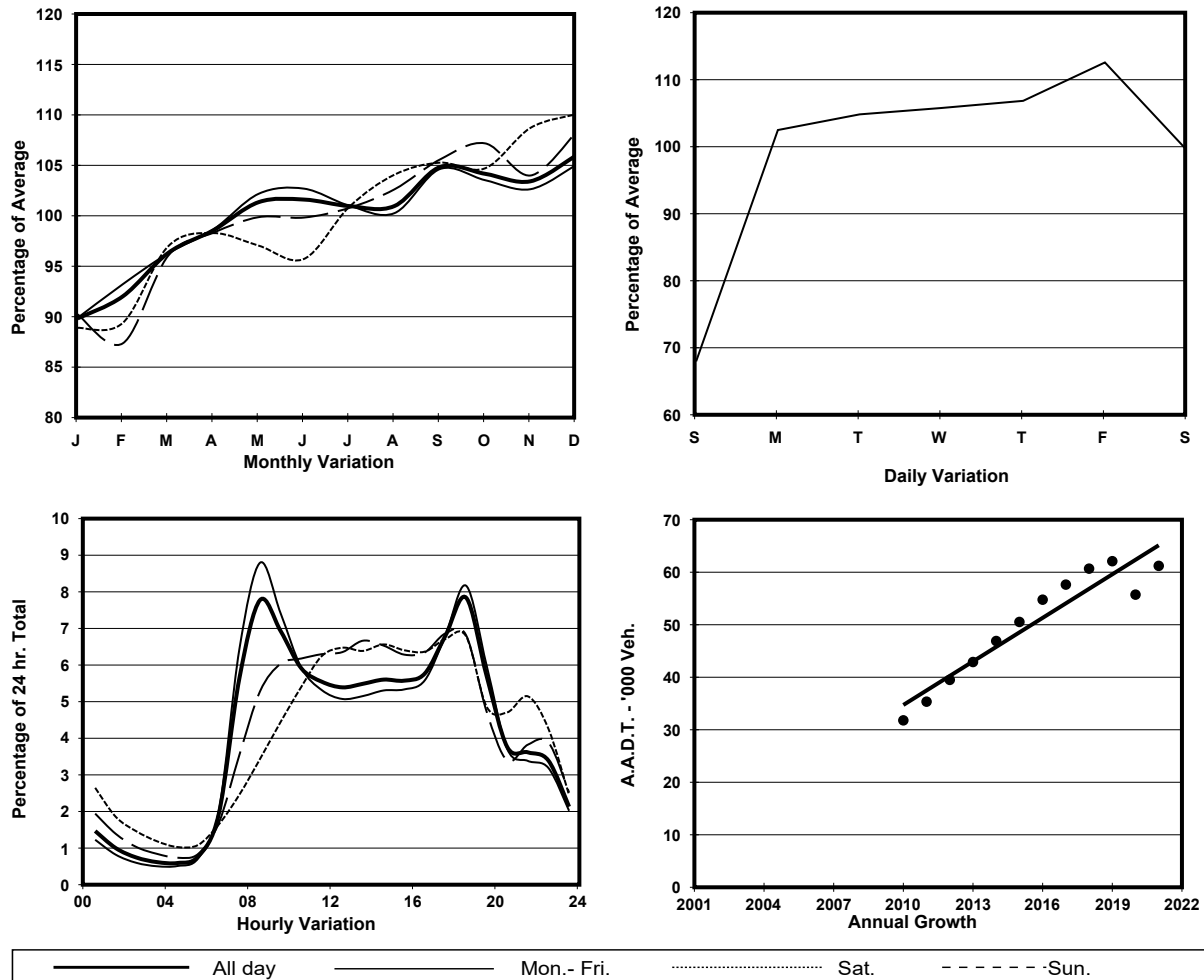 120
115
110
105
100
95
90
85
80
Percentage of Average
J F M A M J J A S O N D
Monthly Variation
120
110
100
90
80
70
60
Percentage of Average
S M T W T F S
Daily Variation
10
9
8
7
6
5
4
3
2
1
0
Percentage of 24 hr. Total
00 04 08 12 16 20 24
Hourly Variation
70
60
50
40
30
20
10
0
A.A.D.T. - '000 Veh.
2001 2004 2007 2010 2013 2016 2019 2022
Annual Growth
All day Mon.- Fri. Sat. Sun.